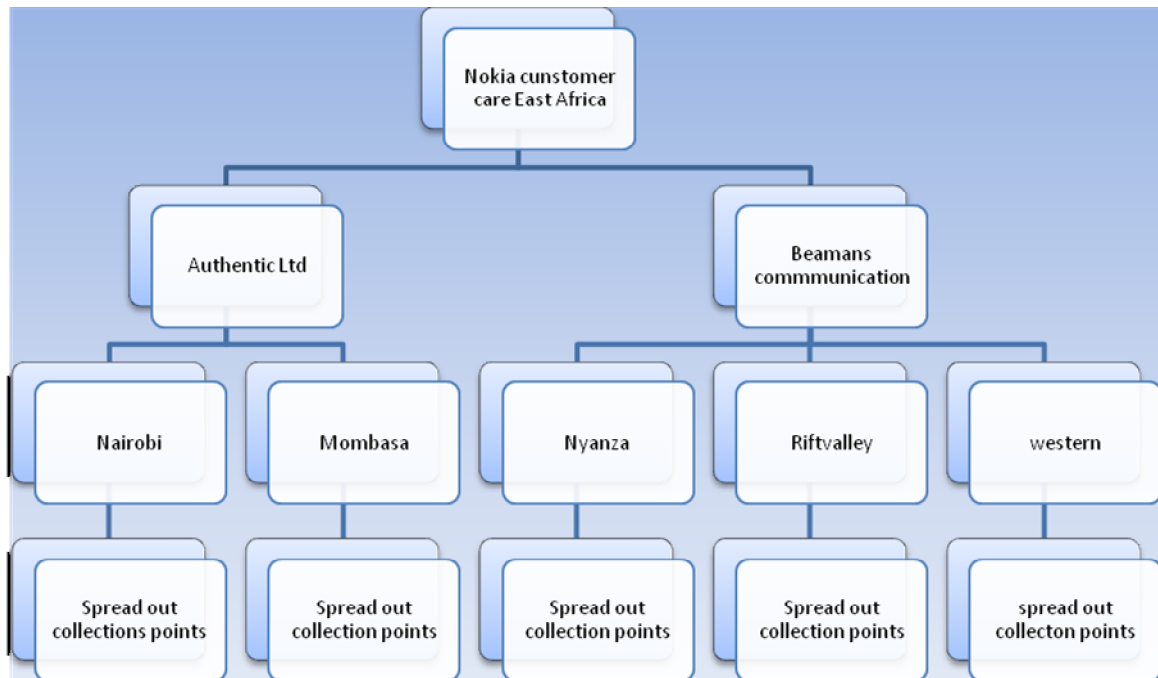 Nokia cunstomer
care East Africa
Authentic Ltd
Beamans
commmunication
Nairobi
Mombasa
Nyanza
Riftvalley
western
Spread out
collections points
Spread out
collection points
Spread out
collection points
Spread out
collection points
spread out
collecton points